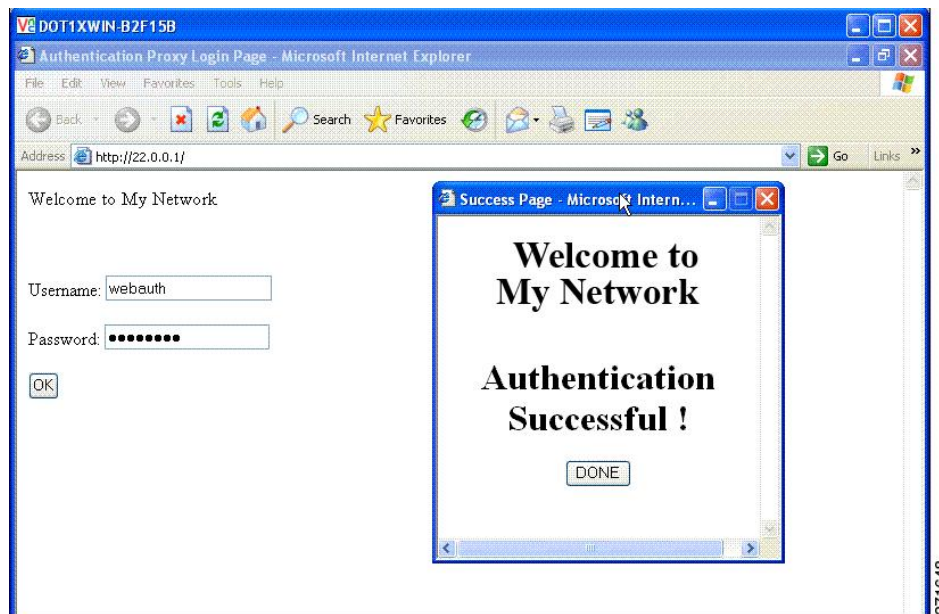 DOT1XWIN-B2F15B
Authentication Proxy Login Page - Microsoft Internet Explorer
File Edit View Favorites Tools Help
Back Search Favorites
Address http://22.0.0.1/ Go Links »
Welcome to My Network
Username: webauth
Password: ●●●●●●●●
OK
Success Page - Microsoft Intern...
Welcome to
My Network
Authentication
Successful !
DONE